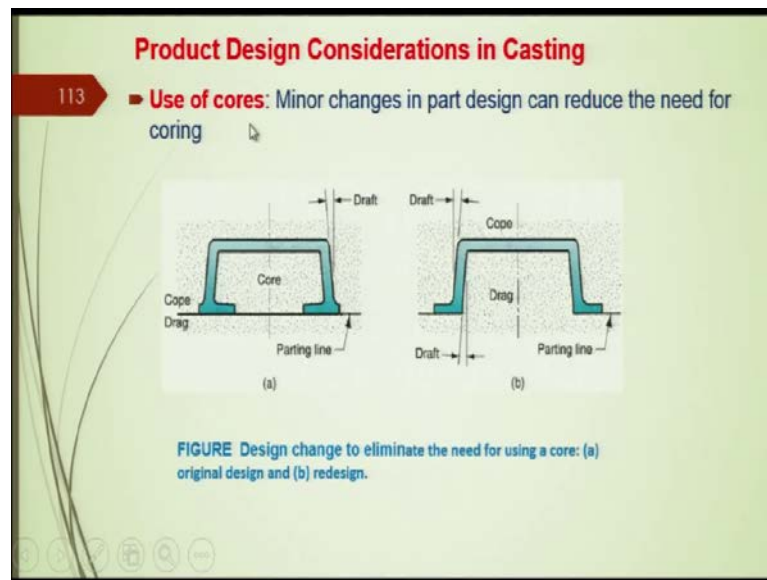 Product Design Considerations in Casting
113
Use of cores: Minor changes in part design can reduce the need for
coring
Draft
Core
Cope
Drag
Parting line
(a)
Draft
Cope
Drag
Draft
Parting line
(b)
FIGURE Design change to eliminate the need for using a core: (a)
original design and (b) redesign.